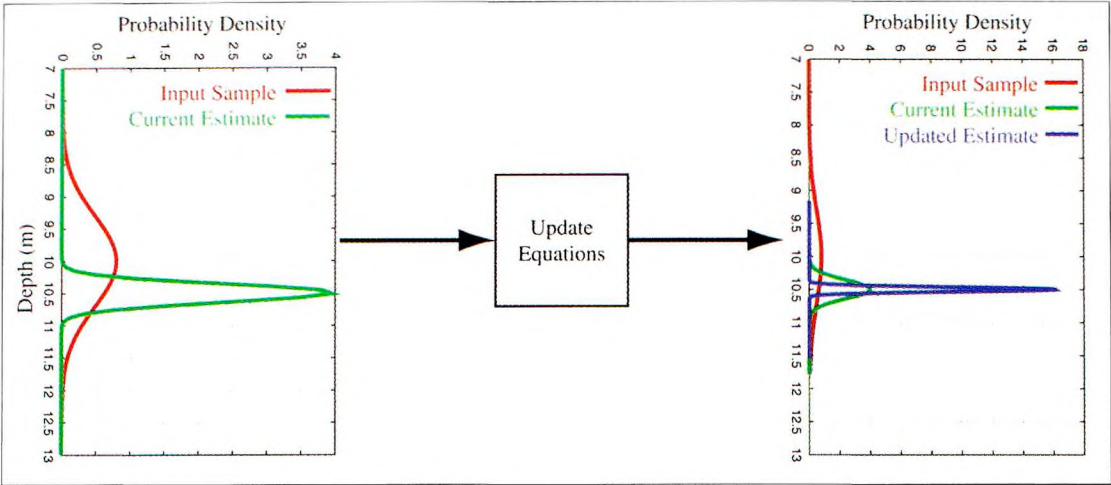 Probability Density
0 0.5 1 1.5 2 2.5 3 3.5 4
Input Sample
Current Estimate
Depth (m)
7 7.5 8 8.5 9 9.5 10 10.5 11 11.5 12 12.5 13
Update
Equations
Probability Density
0 2 4 6 8 10 12 14 16 18
Input Sample
Current Estimate
Updated Estimate
7 7.5 8 8.5 9 9.5 10 10.5 11 11.5 12 12.5 13